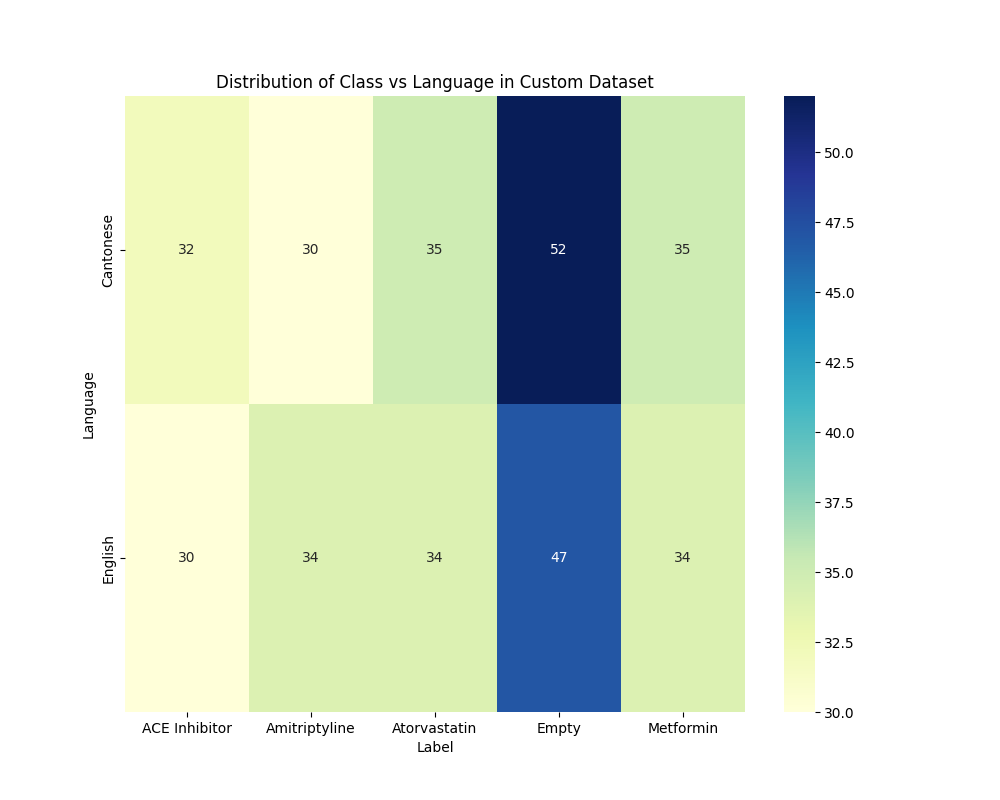 Distribution of Class vs Language in Custom Dataset
Language
Cantonese
32 30 35 52 35
English
30 34 34 47 34
ACE Inhibitor Amitriptyline Atorvastatin Empty Metformin
Label
50.0
47.5
45.0
42.5
40.0
37.5
35.0
32.5
30.0